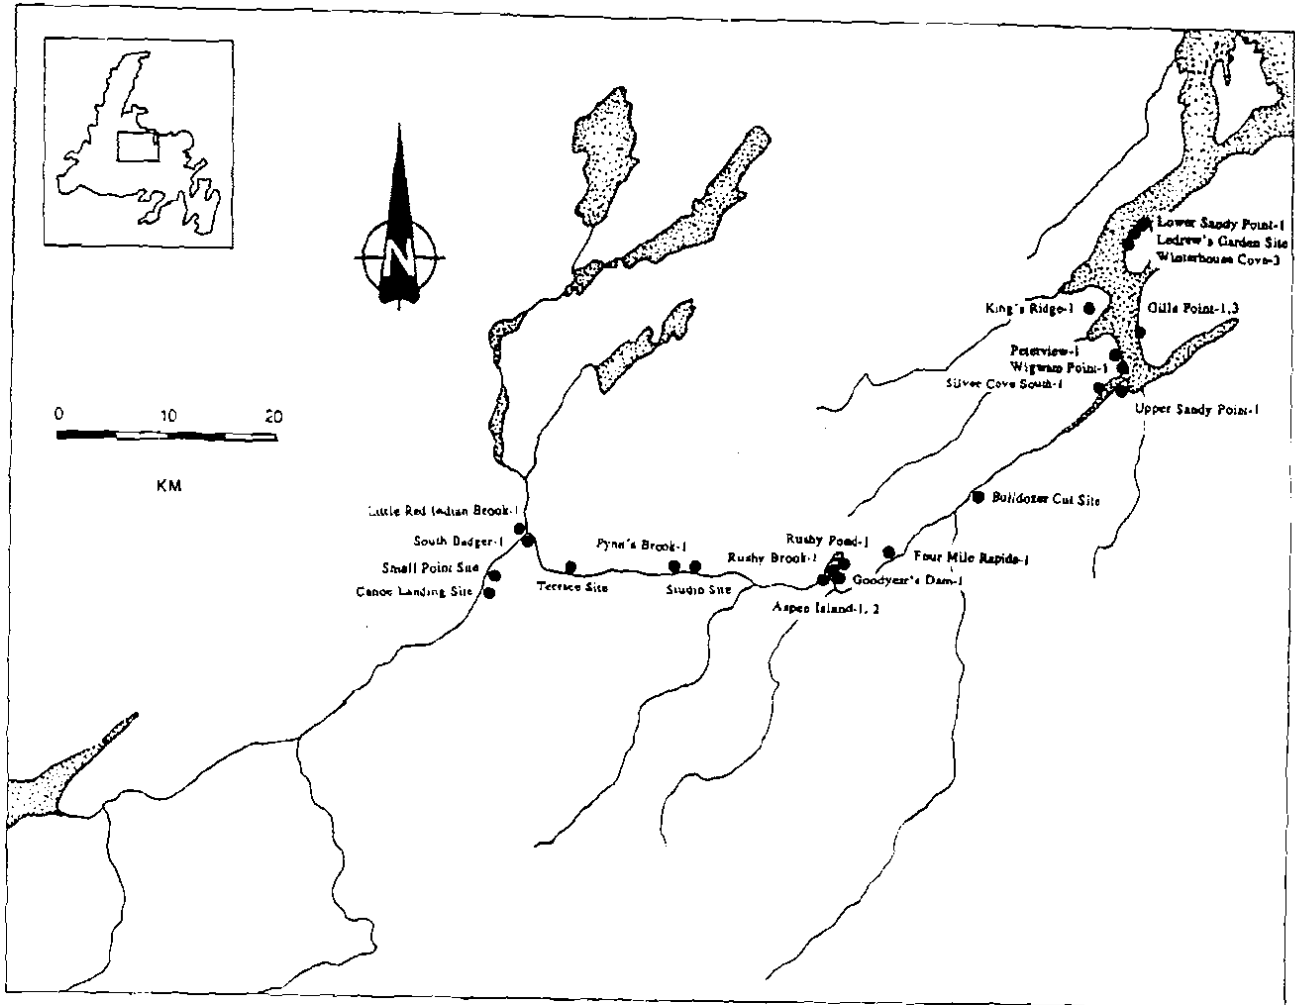 N
0 10 20
KM
Lower Sandy Point-1
Ledrew's Garden Site
Winterhouse Cove-3
King's Ridge-1
Gills Point-1,3
Peterview-1
Wigwam Point-1
Silver Cove South-1
Upper Sandy Point-1
Bulldozer Cut Site
Little Red Indian Brook-1
South Badger-1
Pynn's Brook-1
Rushy Pond-1
Rushy Brook-1
Four Mile Rapids-1
Small Point Site
Canoe Landing Site
Terrace Site
Studio Site
Goodyear's Dam-1
Aspen Island-1, 2